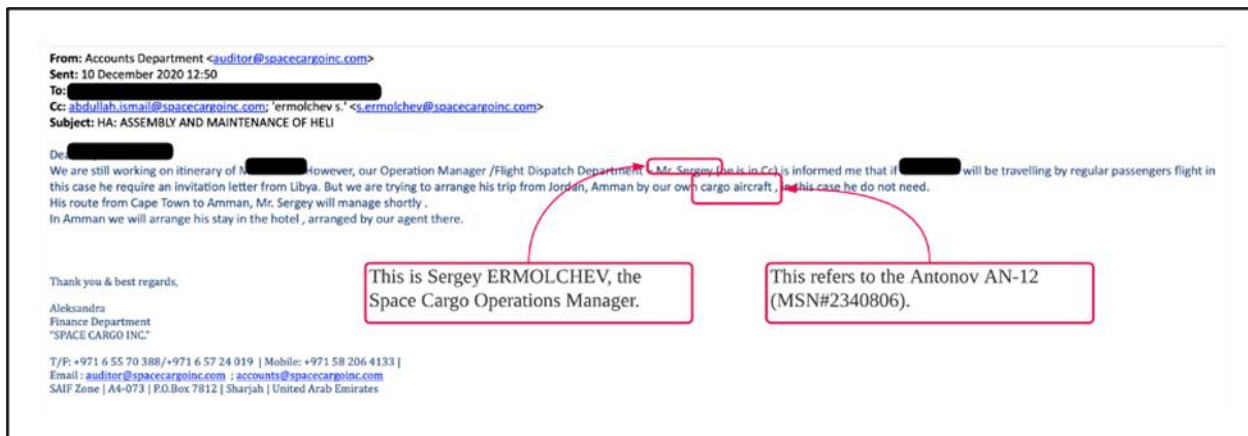 From: Accounts Department <auditor@spacecargoinc.com>
Sent: 10 December 2020 12:50
To:
Cc: abdullah.ismail@spacecargoinc.com; 'ermolchev s.' <s.ermolchev@spacecargoinc.com>
Subject: HA: ASSEMBLY AND MAINTENANCE OF HELI
We are still working on itinerary of M However, our Operation Manager /Flight Dispatch Department – Mr. Sergey (he is in Cc) is informed me that if will be travelling by regular passengers flight in
this case he require an invitation letter from Libya. But we are trying to arrange his trip from Jordan, Amman by our own cargo aircraft , in this case he do not need.
His route from Cape Town to Amman, Mr. Sergey will manage shortly .
In Amman we will arrange his stay in the hotel , arranged by our agent there.
This is Sergey ERMOLCHEV, the
Space Cargo Operations Manager.
This refers to the Antonov AN-12
(MSN#2340806).
Thank you & best regards,
Aleksandra
Finance Department
"SPACE CARGO INC."
T/F: +971 6 55 70 388/+971 6 57 24 019 | Mobile: +971 58 206 4133 |
Email : auditor@spacecargoinc.com ; accounts@spacecargoinc.com
SAIF Zone | A4-073 | P.O.Box 7812 | Sharjah | United Arab Emirates